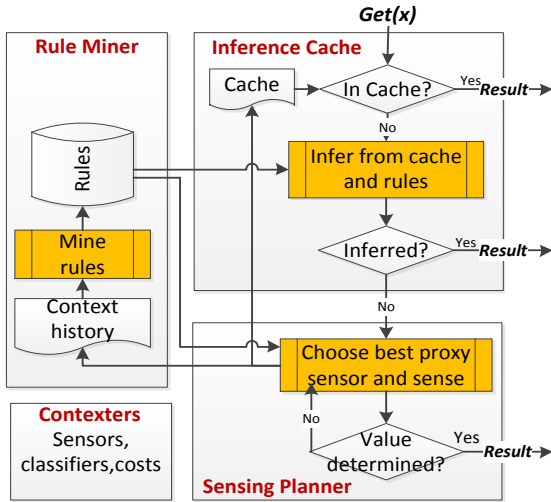 Get(x)
Rule Miner
Inference Cache
Cache
In Cache?
Yes
Result
No
Rules
Infer from cache
and rules
Mine
rules
Inferred?
Yes
Result
Context
history
No
Choose best proxy
sensor and sense
Contexters
Sensors,
classifiers,costs
No
Value
determined?
Yes
Result
Sensing Planner